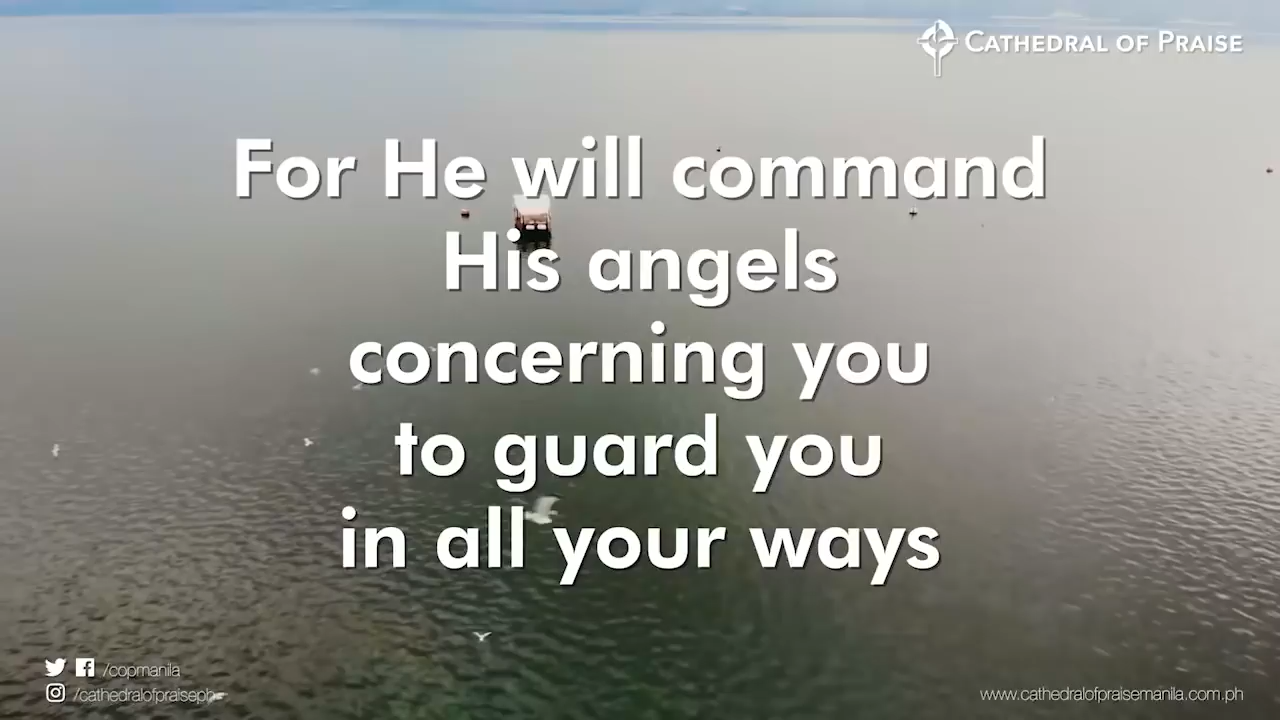 CATHEDRAL OF PRAISE
For He will command
His angels
concerning you
to guard you
in all your ways
/copmanila
/cathedralofpraiseph
www.cathedralofpraisemanila.com.ph